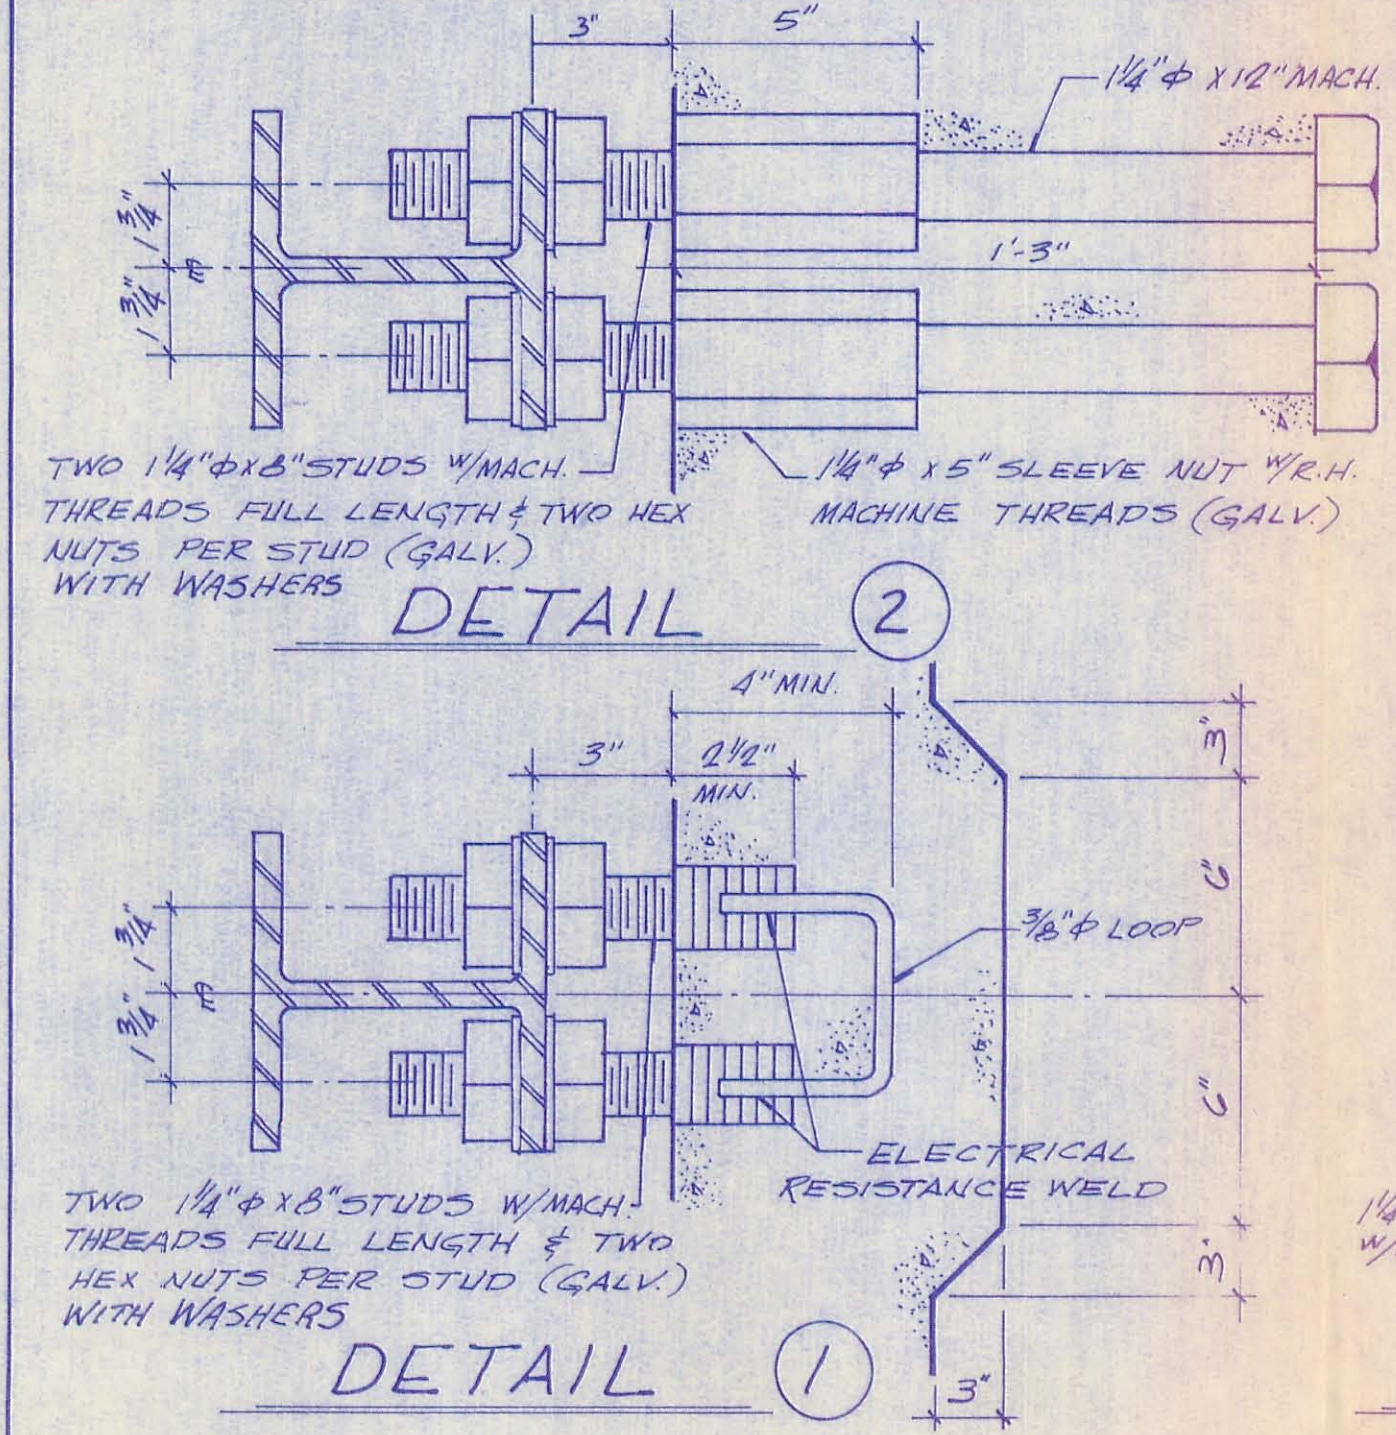 3"
5"
1¼"ϕ X 12" MACH.
1¾"
1¾"
1'-3"
TWO 1¼"ϕ X 8" STUDS W/MACH.
THREADS FULL LENGTH & TWO HEX
NUTS PER STUD (GALV.)
WITH WASHERS
1¼"ϕ X 5" SLEEVE NUT W/R.H.
MACHINE THREADS (GALV.)
DETAIL 2
4" MIN.
3"
2½"
MIN.
3"
6"
1¾"
1¾"
3/8"ϕ LOOP
6"
ELECTRICAL
RESISTANCE WELD
TWO 1¼"ϕ X 8" STUDS W/MACH.
THREADS FULL LENGTH & TWO
HEX NUTS PER STUD (GALV.)
WITH WASHERS
3"
1¼
W/
DETAIL 1
3"